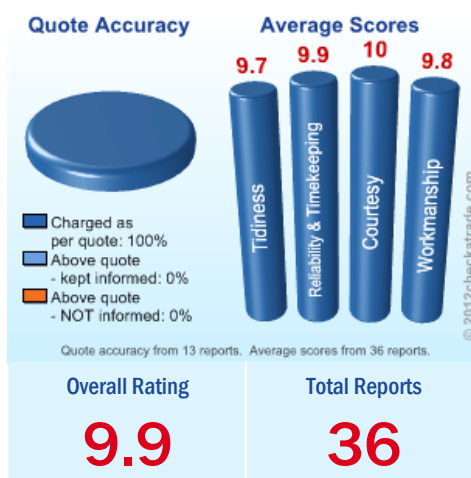 Quote Accuracy
Charged as
per quote: 100%
Above quote
- kept informed: 0%
Above quote
- NOT informed: 0%
Average Scores
9.7
9.9
10
9.8
Tidiness
Reliability & Timekeeping
Courtesy
Workmanship
© 2012checkatrade.com
Quote accuracy from 13 reports. Average scores from 36 reports.
Overall Rating
9.9
Total Reports
36